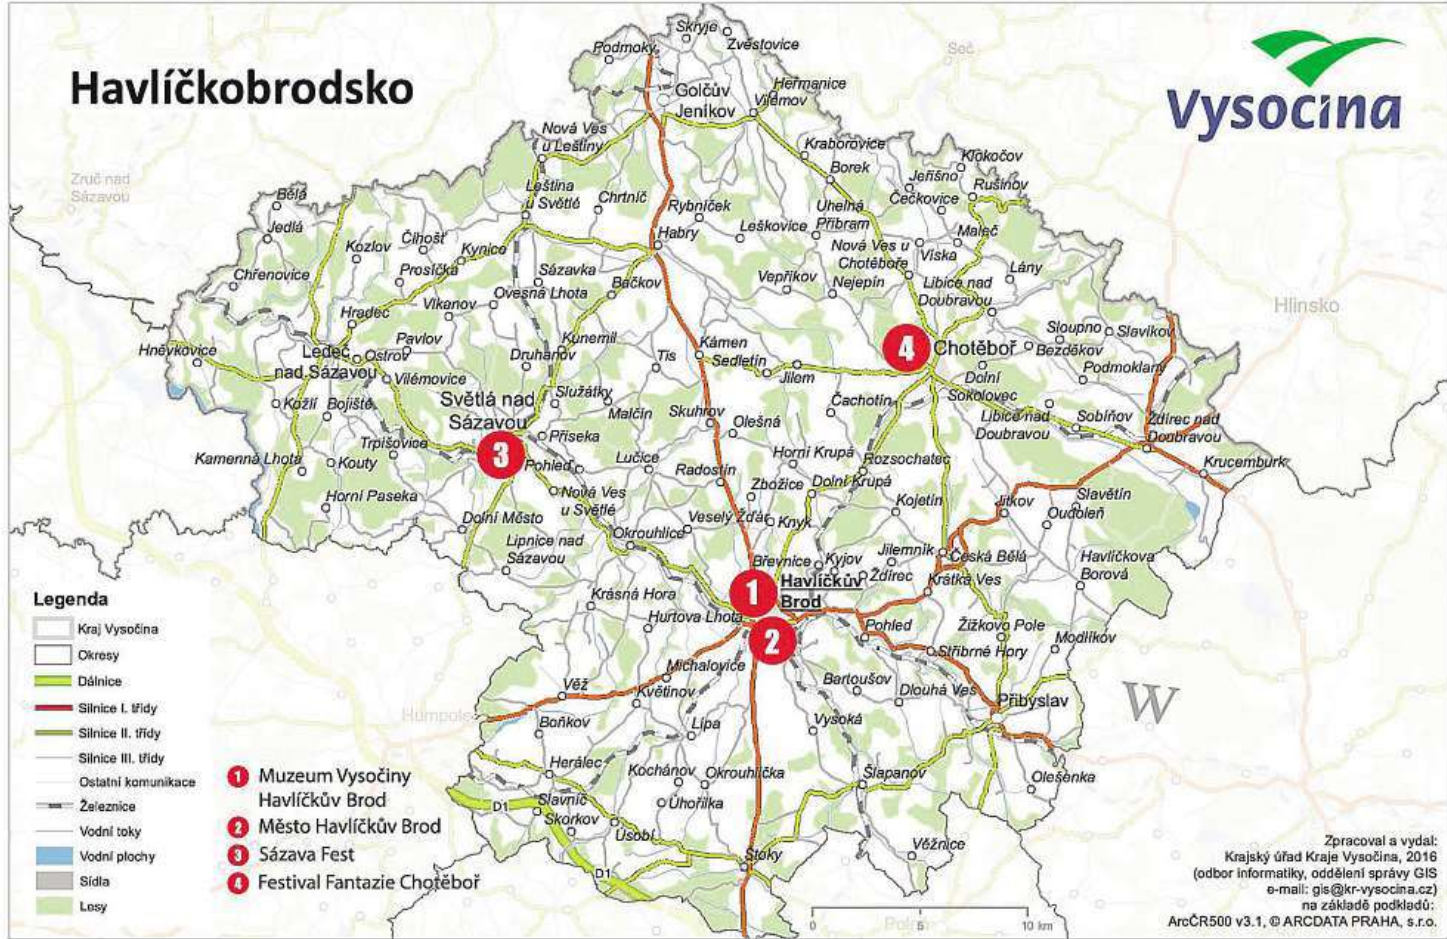 Havlíčkobrodsko
Vysočina
Skryje
Zvěstovice
Podmoky
Seč
Golčův
Jeníkov
Heřmanice
Vilémov
Nová Ves
u Leštiny
Kraborovice
Borek
Klokočov
Jeříšno
Rušinov
Čečkovice
Zruč nad
Sázavou
Bělá
Jedlá
Leština
u Světlé
Chrtníč
Rybníček
Leškovice
Uhelná
Příbram
Maleč
Kozlov
Číhošť
Kynice
Habry
Nová Ves u
Chotěboře
Víska
Chřenovice
Prosíčka
Sázavka
Vepříkov
Nejepín
Libice nad
Doubravou
Lány
Vikanov
Ovesná Lhota
Bačkov
Hlinsko
Hradec
Pavlov
Kunemil
Kámen
Sloupno
Slavíkov
Hněvkovice
Ledeč
nad Sázavou
Ostrov
Druhanov
Tis
Sedletín
4
Chotěboř
Bezděkov
Vilémovice
Jilem
Dolní
Sokolovec
Podmoklany
Kožlí
Bojiště
Světlá nad
Sázavou
Služátky
Malčín
Skuhrov
Olešná
Čachotín
Libice nad
Doubravou
Sobíňov
Ždírec nad
Doubravou
Trpišovice
Příseka
Kamenná Lhota
Kouty
3
Pohled
Lučice
Radostín
Horní Krupá
Rozsochatec
Krucemburk
Horní Paseka
Nová Ves
u Světlé
Zbožice
Dolní Krupá
Kojetín
Jitkov
Slavětín
Oudoleň
Dolní Město
Okrouhlice
Veselý Žďár
Knyk
Lipnice nad
Sázavou
Břevnice
Kyjov
Jilemník
Česká Bělá
Havlíčkova
Borová
1
Havlíčkův
Brod
Ždírec
Krátká Ves
Krásná Hora
Hurtova Lhota
2
Pohled
Žižkovo Pole
Modlíkov
Stříbrné Hory
Michalovice
Věž
Květinov
Bartoušov
Dlouhá Ves
Přibyslav
Humpolec
Boňkov
Lípa
Vysoká
W
Herálec
Kochánov
Okrouhlička
Šlapanov
Olešenka
D1
Slavníč
Skorkov
Úsobí
Úhořilka
Věžnice
D1
Štoky
Legenda
Kraj Vysočina
Okresy
Dálnice
Silnice I. třídy
Silnice II. třídy
Silnice III. třídy
Ostatní komunikace
Železnice
Vodní toky
Vodní plochy
Sídla
Lesy
1 Muzeum Vysočiny
Havlíčkův Brod
2 Město Havlíčkův Brod
3 Sázava Fest
4 Festival Fantazie Chotěboř
0 5 10 km
Zpracoval a vydal:
Krajský úřad Kraje Vysočina, 2016
(odbor informatiky, oddělení správy GIS
e-mail: gis@kr-vysocina.cz)
na základě podkladů:
ArcČR500 v3.1, © ARCDATA PRAHA, s.r.o.